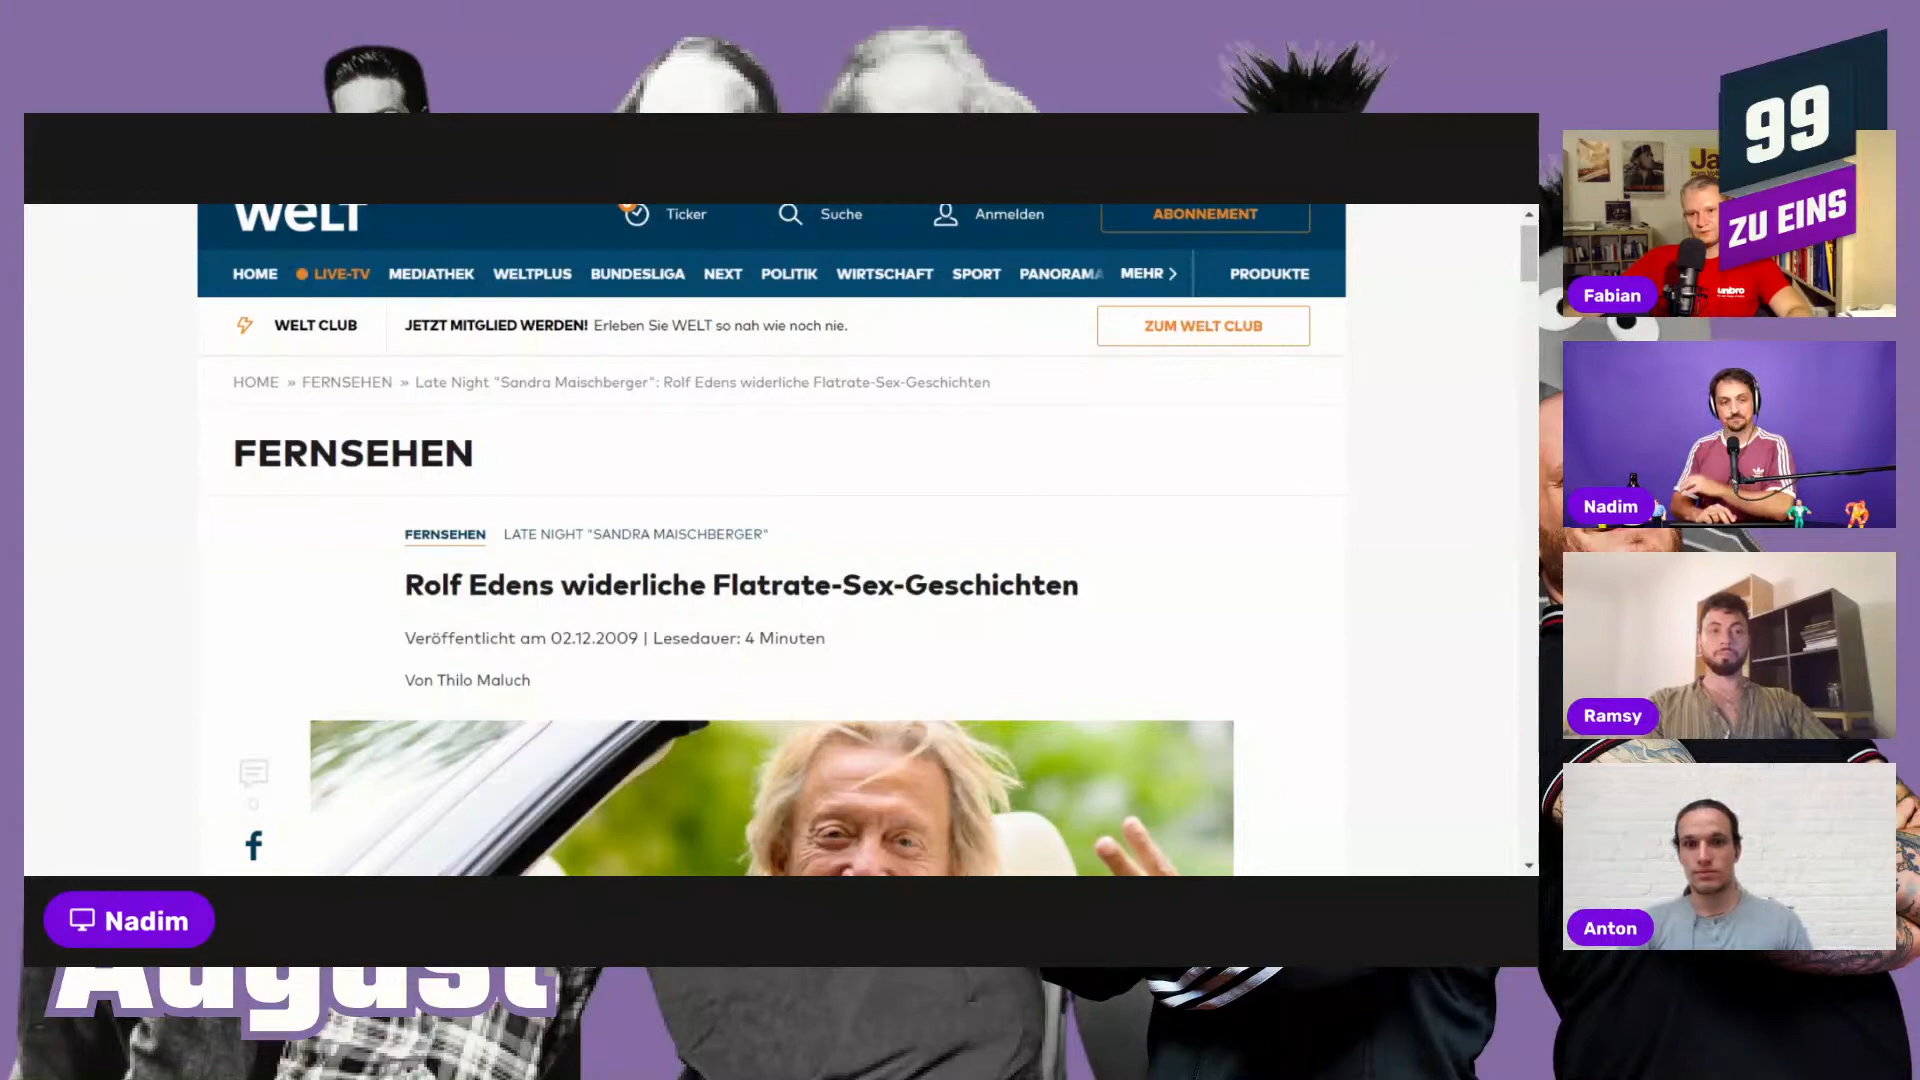 welt
Ticker
Suche
Anmelden
ABONNEMENT
HOME LIVE-TV MEDIATHEK WELTPLUS BUNDESLIGA NEXT POLITIK WIRTSCHAFT SPORT PANORAMA MEHR PRODUKTE
WELT CLUB JETZT MITGLIED WERDEN! Erleben Sie WELT so nah wie noch nie. ZUM WELT CLUB
HOME » FERNSEHEN » Late Night "Sandra Maischberger": Rolf Edens widerliche Flatrate-Sex-Geschichten
FERNSEHEN
FERNSEHEN LATE NIGHT "SANDRA MAISCHBERGER"
Rolf Edens widerliche Flatrate-Sex-Geschichten
Veröffentlicht am 02.12.2009 | Lesedauer: 4 Minuten
Von Thilo Maluch
0
f
Nadim
August
99
ZU EINS
Ja
umbro
Fabian
Nadim
Ramsy
Anton